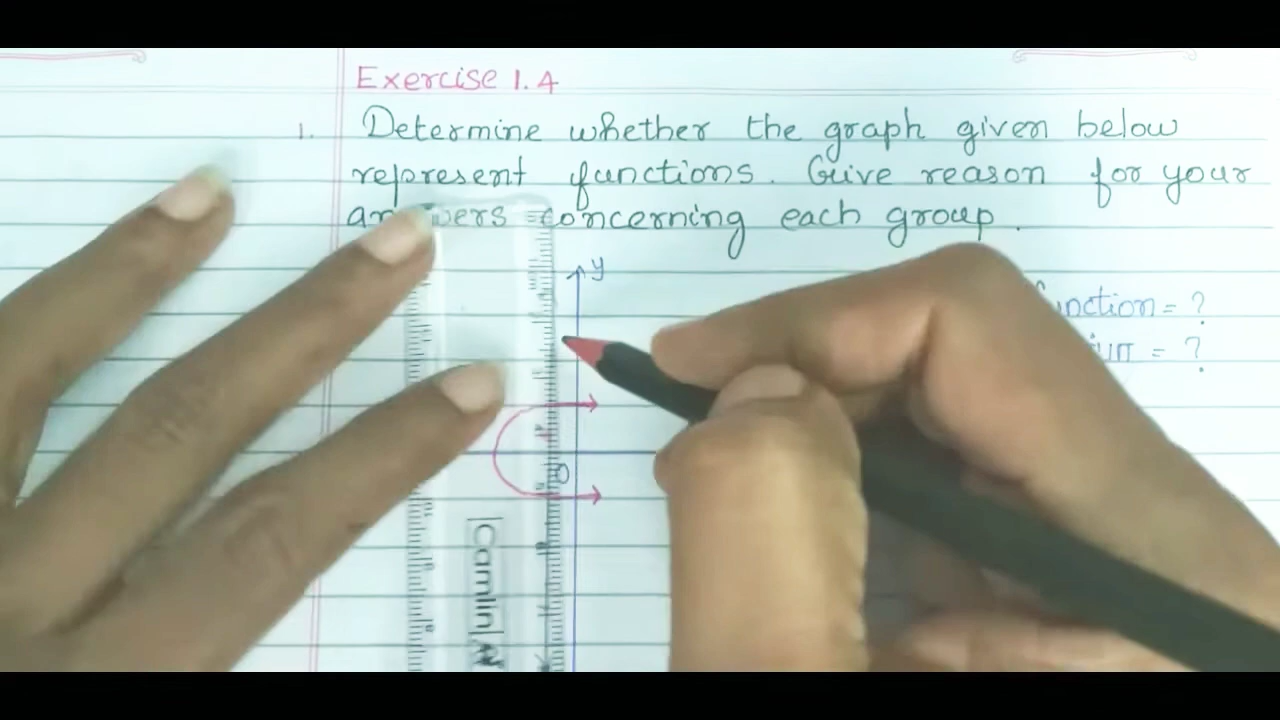 Exercise 1.4
1. Determine whether the graph given below
represent functions. Give reason for your
concerning each group.
y
= ?
= ?
O
Camlin